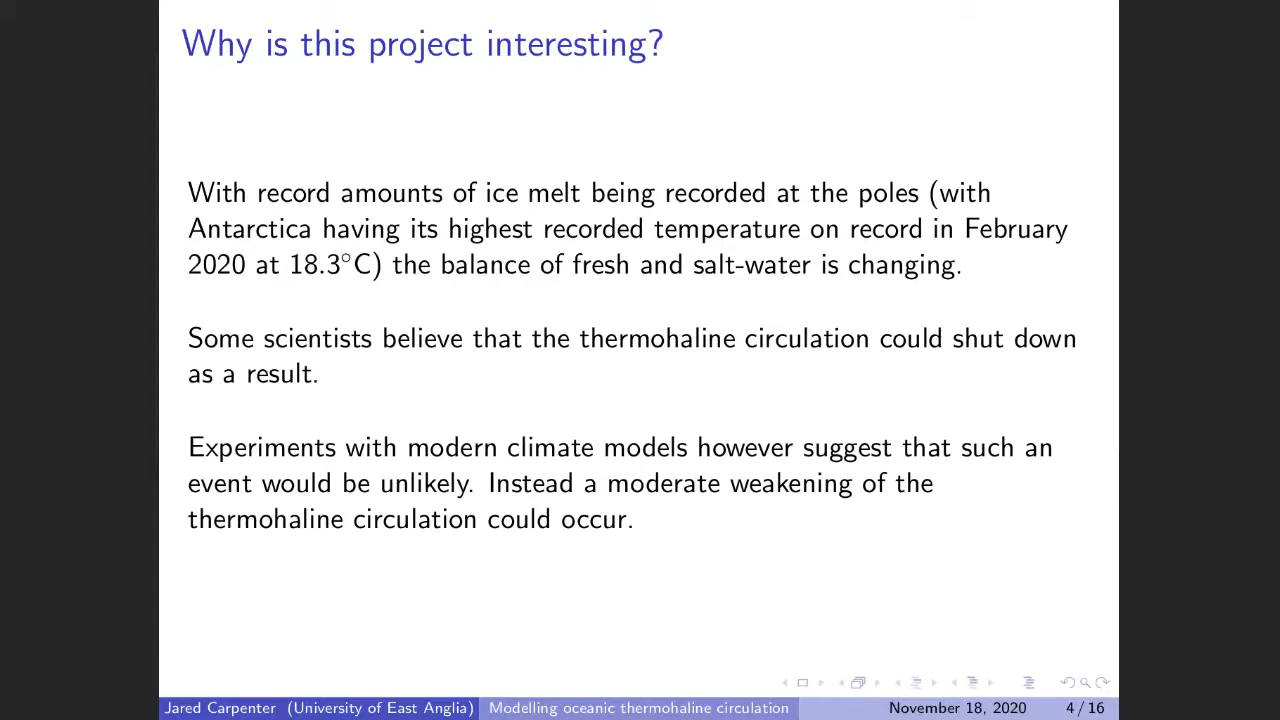 Why is this project interesting?
With record amounts of ice melt being recorded at the poles (with
Antarctica having its highest recorded temperature on record in February
2020 at 18.3°C) the balance of fresh and salt-water is changing.
Some scientists believe that the thermohaline circulation could shut down
as a result.
Experiments with modern climate models however suggest that such an
event would be unlikely. Instead a moderate weakening of the
thermohaline circulation could occur.
Jared Carpenter (University of East Anglia) Modelling oceanic thermohaline circulation November 18, 2020 4 / 16